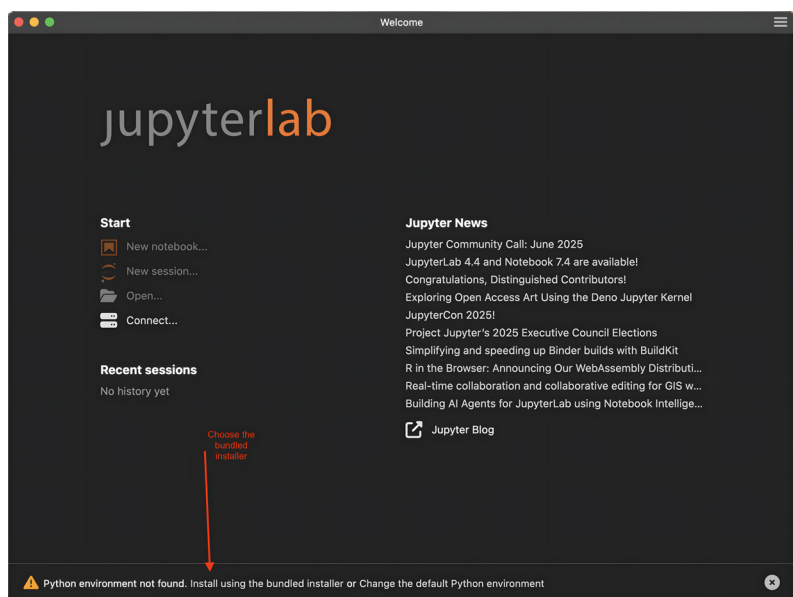 Welcome
jupyterlab
Start
New notebook...
New session...
Open...
Connect...
Recent sessions
No history yet
Jupyter News
Jupyter Community Call: June 2025
JupyterLab 4.4 and Notebook 7.4 are available!
Congratulations, Distinguished Contributors!
Exploring Open Access Art Using the Deno Jupyter Kernel
JupyterCon 2025!
Project Jupyter's 2025 Executive Council Elections
Simplifying and speeding up Binder builds with BuildKit
R in the Browser: Announcing Our WebAssembly Distributi...
Real-time collaboration and collaborative editing for GIS w...
Building AI Agents for JupyterLab using Notebook Intellige...
Jupyter Blog
Choose the
bundled
installer
Python environment not found. Install using the bundled installer or Change the default Python environment